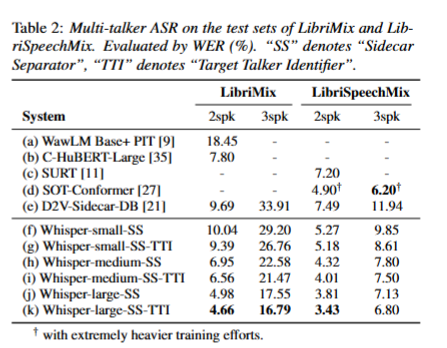 Table 2: Multi-talker ASR on the test sets of LibriMix and Lib-
riSpeechMix. Evaluated by WER (%). “SS” denotes “Sidecar
Separator”, “TTI” denotes “Target Talker Identifier”.
LibriMix LibriSpeechMix
System 2spk 3spk 2spk 3spk
(a) WawLM Base+ PIT [9] 18.45 - - -
(b) C-HuBERT-Large [35] 7.80 - - -
(c) SURT [11] - - 7.20 -
(d) SOT-Conformer [27] - - 4.90† 6.20†
(e) D2V-Sidecar-DB [21] 9.69 33.91 7.49 11.94
(f) Whisper-small-SS 10.04 29.20 5.27 9.85
(g) Whisper-small-SS-TTI 9.39 26.76 5.18 8.61
(h) Whisper-medium-SS 6.95 22.58 4.32 7.80
(i) Whisper-medium-SS-TTI 6.56 21.47 4.01 7.50
(j) Whisper-large-SS 4.98 17.55 3.81 7.13
(k) Whisper-large-SS-TTI 4.66 16.79 3.43 6.80
† with extremely heavier training efforts.